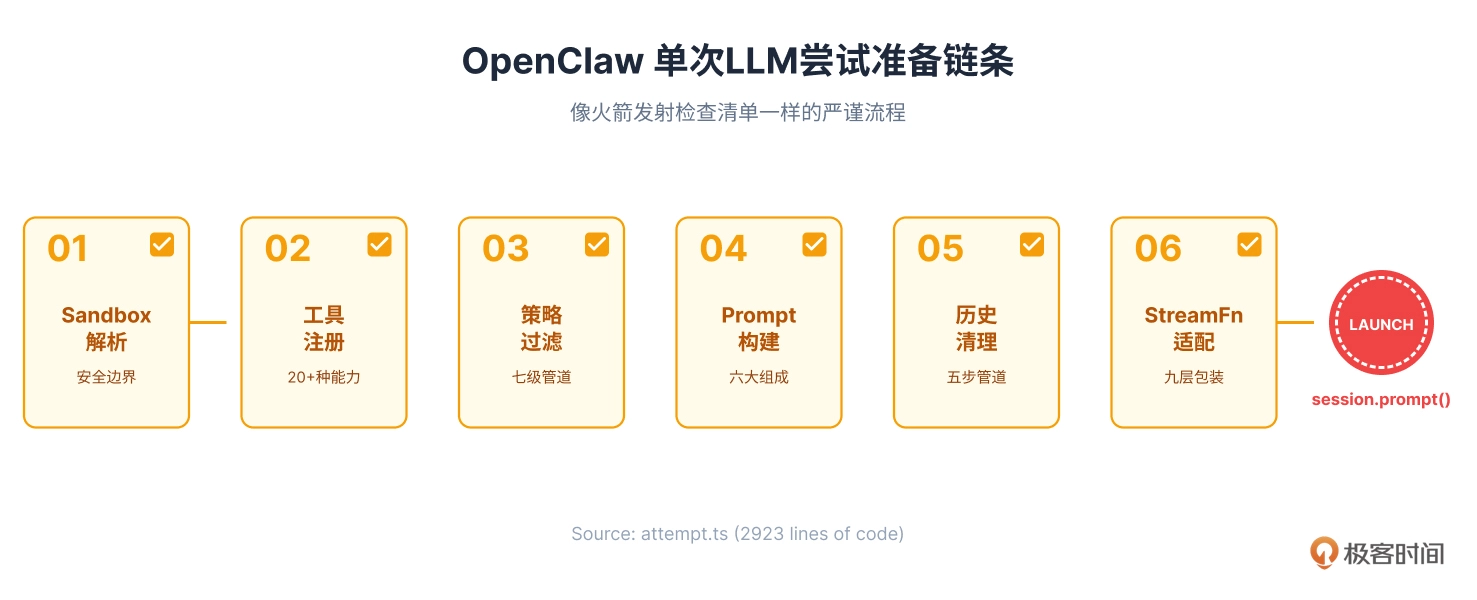 OpenClaw 单次LLM尝试准备链条
像火箭发射检查清单一样的严谨流程
01
Sandbox
解析
安全边界
02
工具
注册
20+种能力
03
策略
过滤
七级管道
04
Prompt
构建
六大组成
05
历史
清理
五步管道
06
StreamFn
适配
九层包装
LAUNCH
session.prompt()
Source: attempt.ts (2923 lines of code)
极客时间